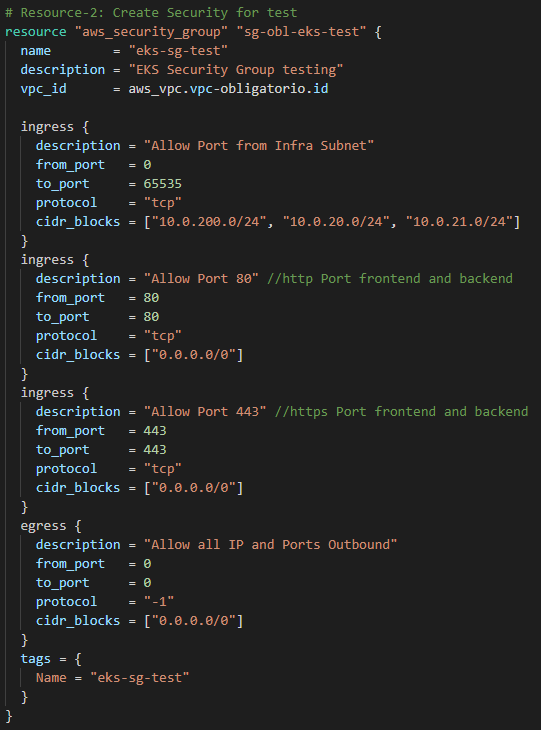 # Resource-2: Create Security for test
resource "aws_security_group" "sg-obl-eks-test" {
  name        = "eks-sg-test"
  description = "EKS Security Group testing"
  vpc_id      = aws_vpc.vpc-obligatorio.id

  ingress {
    description = "Allow Port from Infra Subnet"
    from_port   = 0
    to_port     = 65535
    protocol    = "tcp"
    cidr_blocks = ["10.0.200.0/24", "10.0.20.0/24", "10.0.21.0/24"]
  }
  ingress {
    description = "Allow Port 80" //http Port frontend and backend
    from_port   = 80
    to_port     = 80
    protocol    = "tcp"
    cidr_blocks = ["0.0.0.0/0"]
  }
  ingress {
    description = "Allow Port 443" //https Port frontend and backend
    from_port   = 443
    to_port     = 443
    protocol    = "tcp"
    cidr_blocks = ["0.0.0.0/0"]
  }
  egress {
    description = "Allow all IP and Ports Outbound"
    from_port   = 0
    to_port     = 0
    protocol    = "-1"
    cidr_blocks = ["0.0.0.0/0"]
  }
  tags = {
    Name = "eks-sg-test"
  }
}